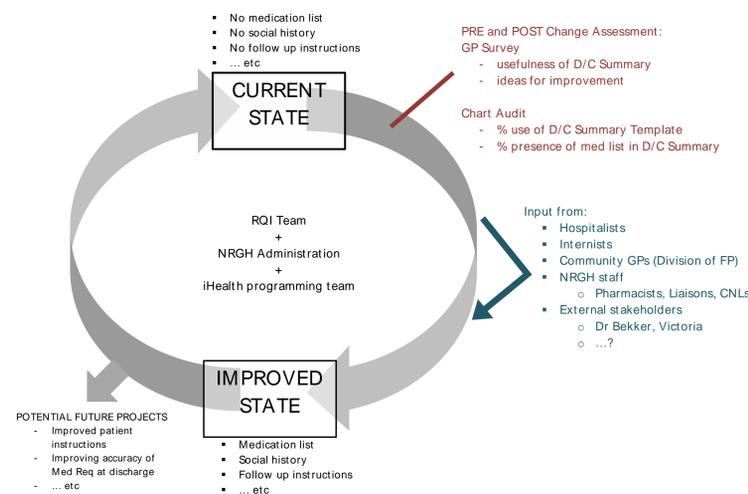 ▪ No medication list
▪ No social history
▪ No follow up instructions
▪ ... etc
CURRENT
STATE
PRE and POST Change Assessment:
GP Survey
- usefulness of D/C Summary
- ideas for improvement
Chart Audit
- % use of D/C Summary Template
- % presence of med list in D/C Summary
RQI Team
+
NRGH Administration
+
iHealth programming team
Input from:
▪ Hospitalists
▪ Internists
▪ Community GPs (Division of FP)
▪ NRGH staff
o Pharmacists, Liaisons, CNLs
▪ External stakeholders
o Dr Bekker, Victoria
o ...?
IMPROVED
STATE
▪ Medication list
▪ Social history
▪ Follow up instructions
▪ ... etc
POTENTIAL FUTURE PROJECTS
- Improved patient
instructions
- Improving accuracy of
Med Req at discharge
- ... etc